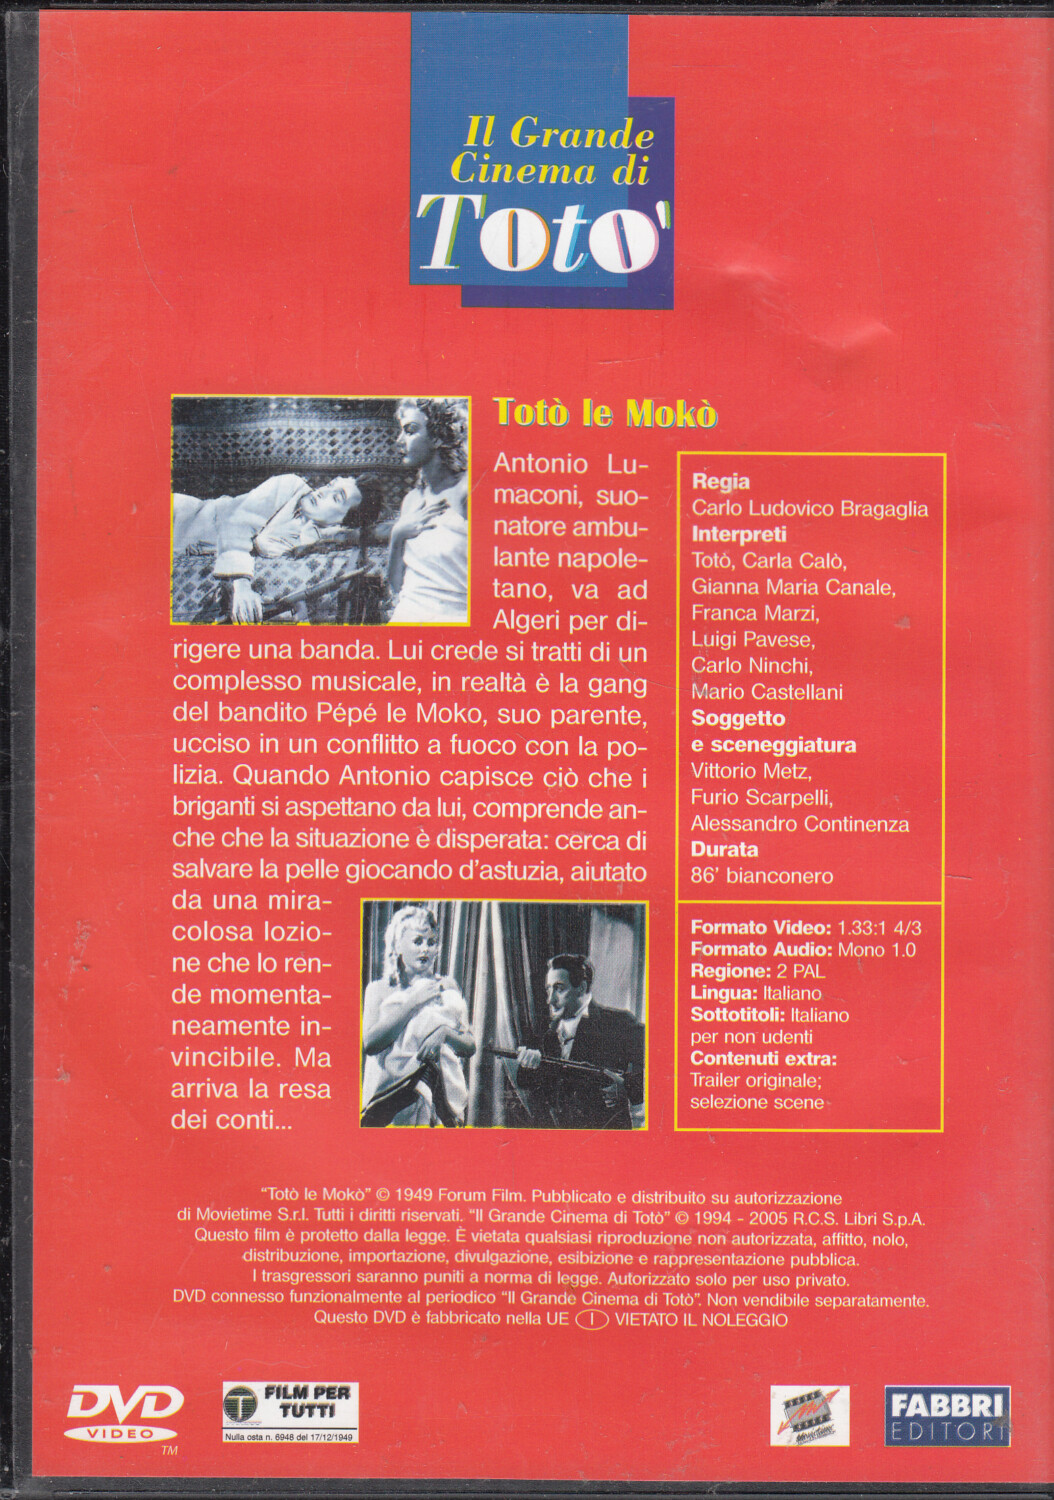 Il Grande
Cinema di
Toto'
Totò le Mokò
Antonio Lu-
maconi, suo-
natore ambu-
lante napole-
tano, va ad
Algeri per di-
rigere una banda. Lui crede si tratti di un
complesso musicale, in realtà è la gang
del bandito Pépé le Moko, suo parente,
ucciso in un conflitto a fuoco con la po-
lizia. Quando Antonio capisce ciò che i
briganti si aspettano da lui, comprende an-
che che la situazione è disperata: cerca di
salvare la pelle giocando d'astuzia, aiutato
da una mira-
colosa lozio-
ne che lo ren-
de momenta-
neamente in-
vincibile. Ma
arriva la resa
dei conti...
Regia
Carlo Ludovico Bragaglia
Interpreti
Totò, Carla Calò,
Gianna Maria Canale,
Franca Marzi,
Luigi Pavese,
Carlo Ninchi,
Mario Castellani
Soggetto
e sceneggiatura
Vittorio Metz,
Furio Scarpelli,
Alessandro Continenza
Durata
86' bianconero
Formato Video: 1.33:1 4/3
Formato Audio: Mono 1.0
Regione: 2 PAL
Lingua: Italiano
Sottotitoli: Italiano
per non udenti
Contenuti extra:
Trailer originale;
selezione scene
"Totò le Mokò" © 1949 Forum Film. Pubblicato e distribuito su autorizzazione
di Movietime S.r.l. Tutti i diritti riservati. "Il Grande Cinema di Totò" © 1994 - 2005 R.C.S. Libri S.p.A.
Questo film è protetto dalla legge. È vietata qualsiasi riproduzione non autorizzata, affitto, nolo,
distribuzione, importazione, divulgazione, esibizione e rappresentazione pubblica.
I trasgressori saranno puniti a norma di legge. Autorizzato solo per uso privato.
DVD connesso funzionalmente al periodico "Il Grande Cinema di Totò". Non vendibile separatamente.
Questo DVD è fabbricato nella UE I VIETATO IL NOLEGGIO
DVD
VIDEO
TM
T
FILM PER
TUTTI
Nulla osta n. 6948 del 17/12/1949
FABBRI
EDITORI